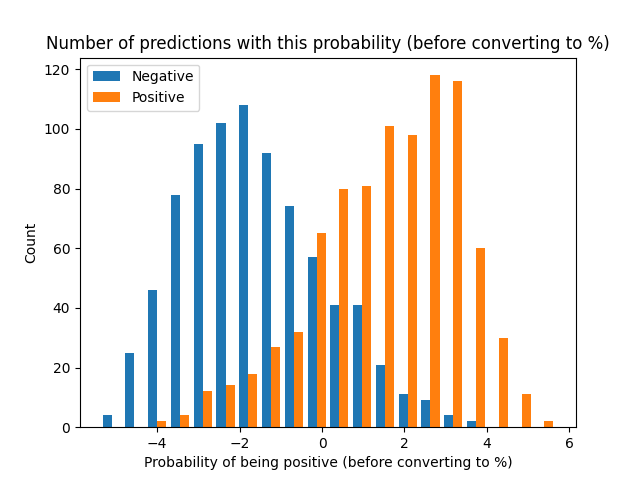 Number of predictions with this probability (before converting to %)
Negative
Positive
120
100
80
60
40
20
0
Count
−4 −2 0 2 4 6
Probability of being positive (before converting to %)